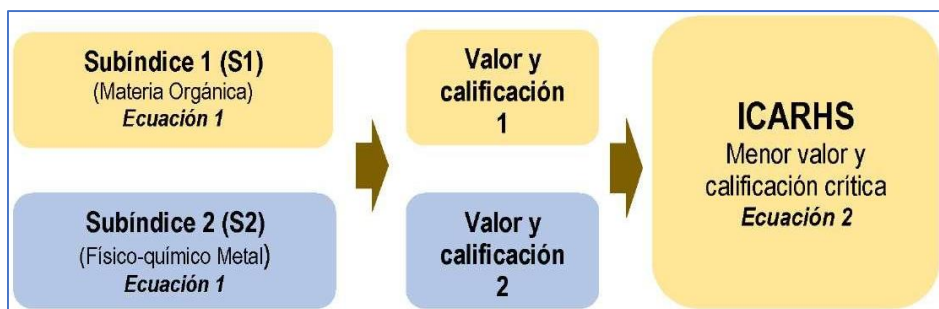 Subíndice 1 (S1)
(Materia Orgánica)
Ecuación 1
Valor y
calificación
1
Subíndice 2 (S2)
(Físico-químico Metal)
Ecuación 1
Valor y
calificación
2
ICARHS
Menor valor y
calificación crítica
Ecuación 2